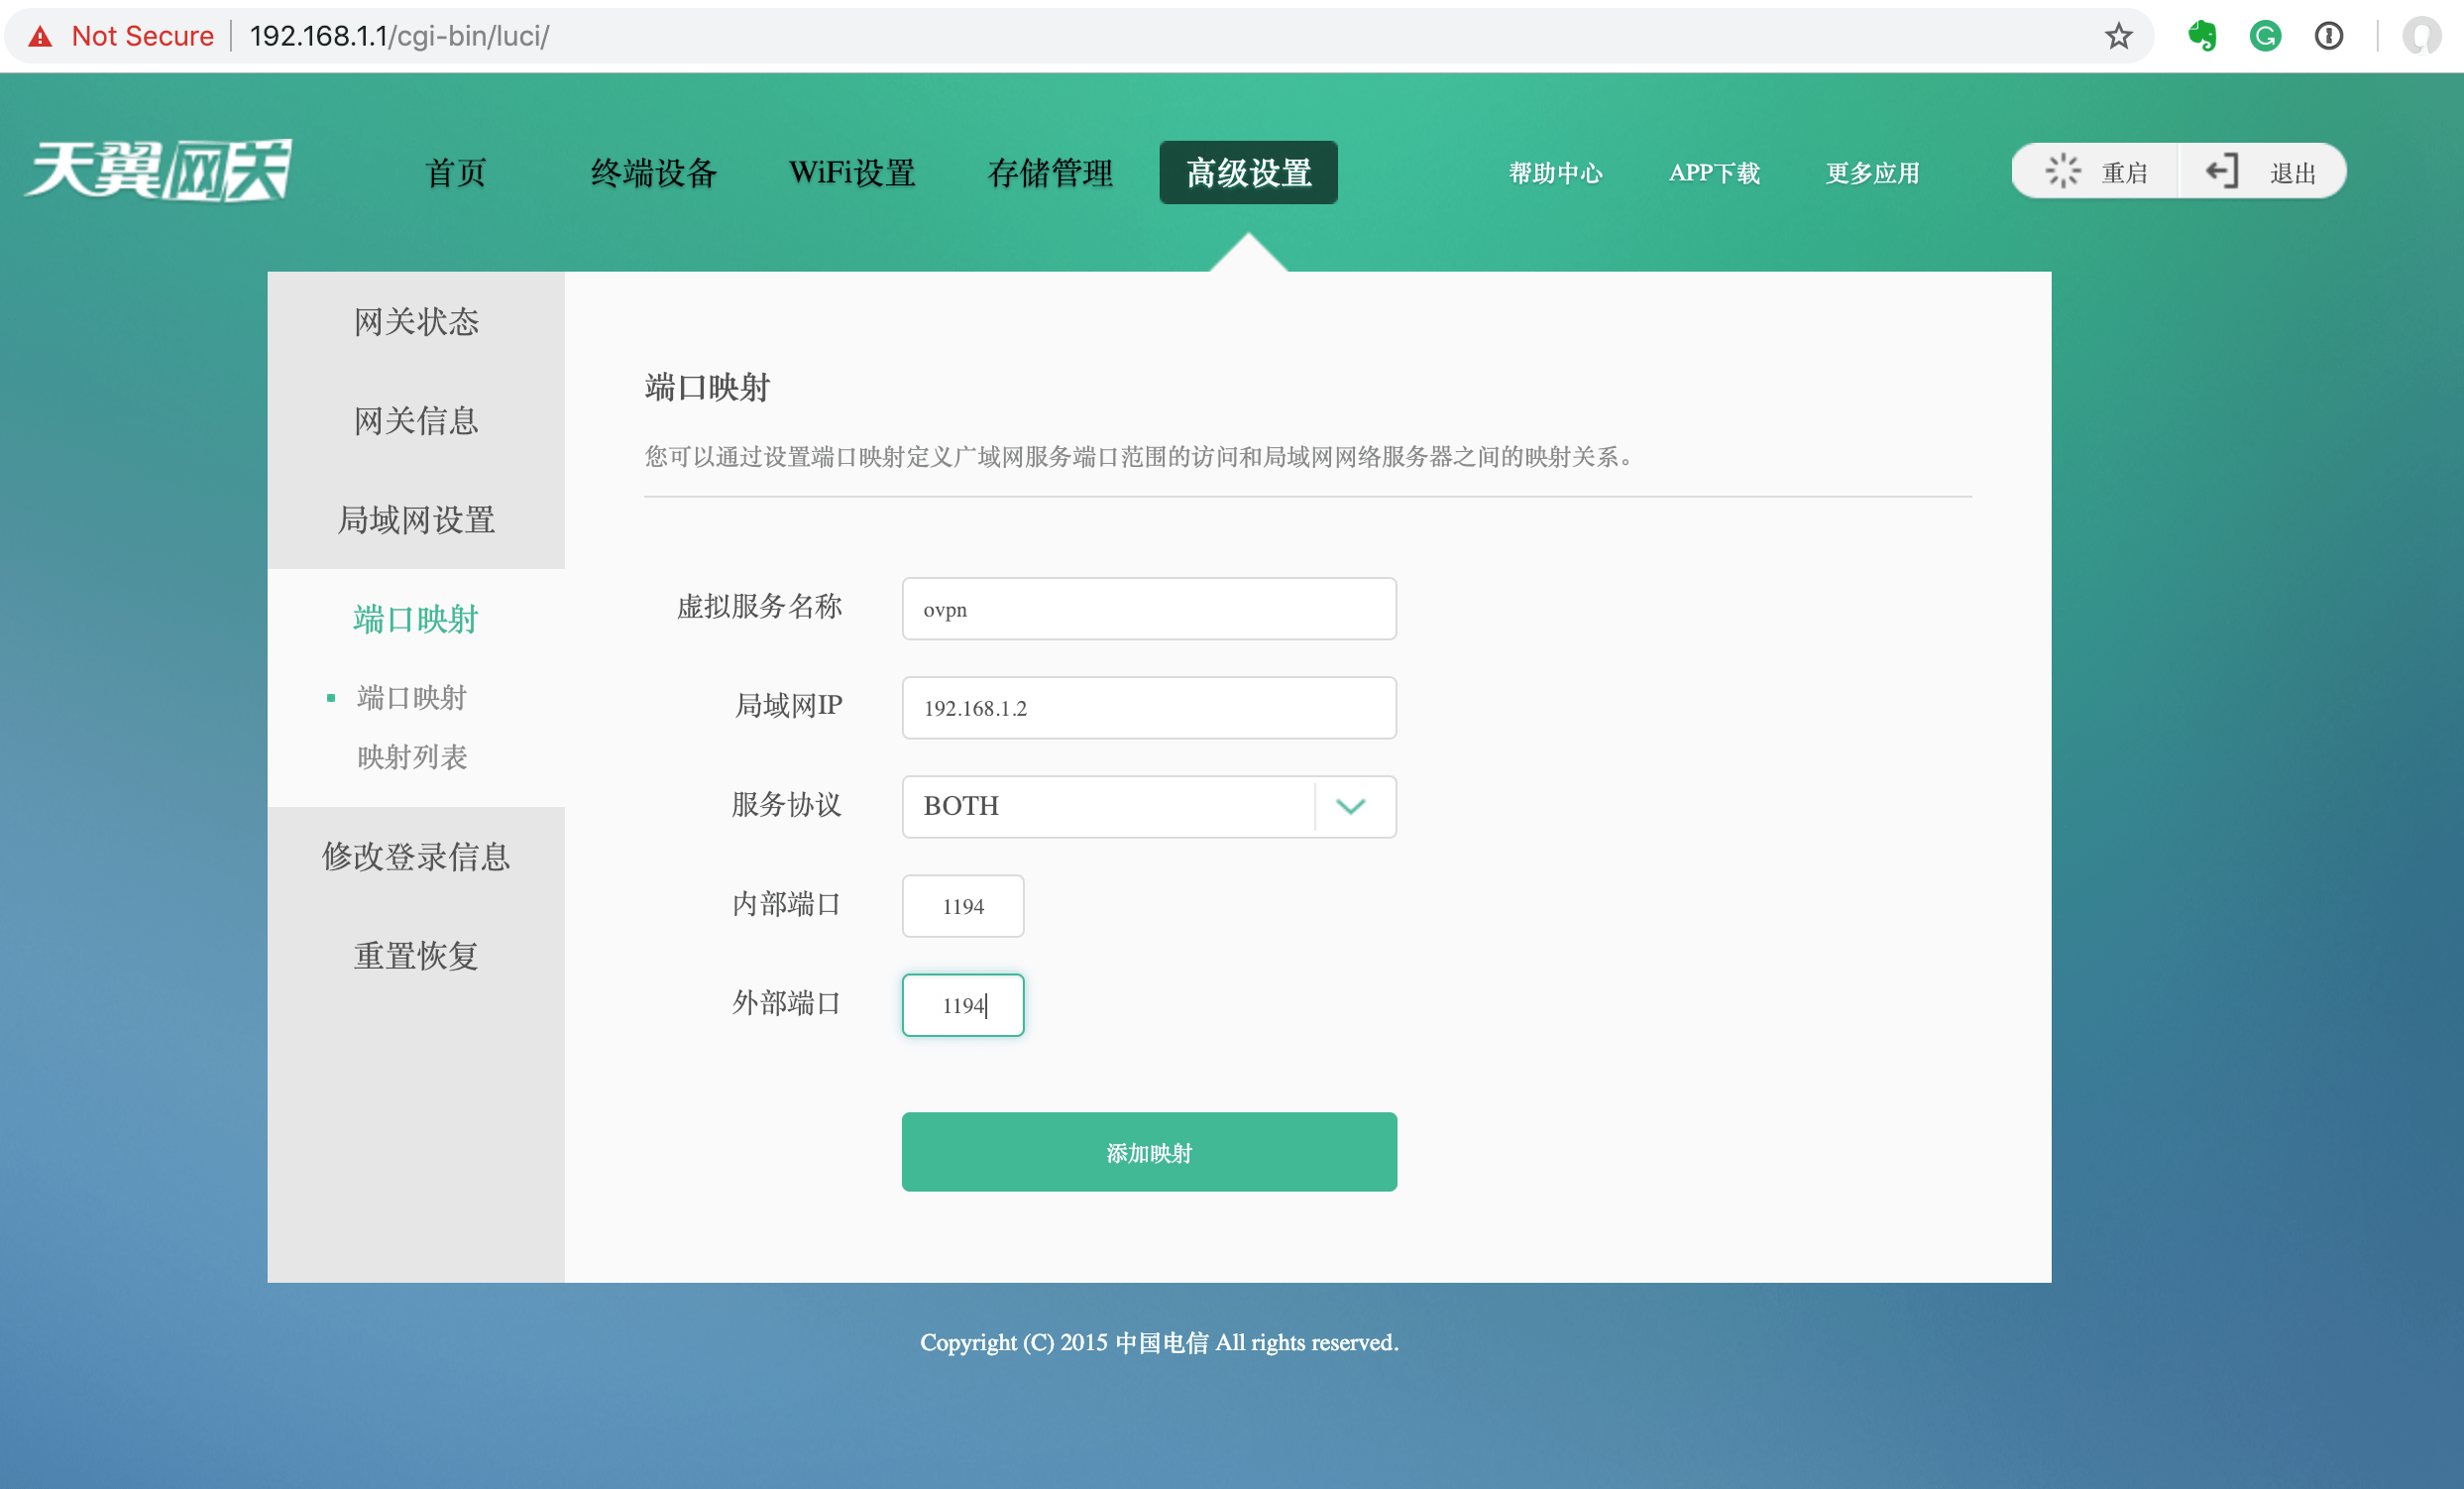 Not Secure
192.168.1.1/cgi-bin/luci/
天翼网关
首页
终端设备
WiFi设置
存储管理
高级设置
帮助中心
APP下载
更多应用
重启
退出
网关状态
网关信息
局域网设置
端口映射
端口映射
映射列表
修改登录信息
重置恢复
端口映射
您可以通过设置端口映射定义广域网服务端口范围的访问和局域网网络服务器之间的映射关系。
虚拟服务名称
ovpn
局域网IP
192.168.1.2
服务协议
BOTH
内部端口
1194
外部端口
1194
添加映射
Copyright (C) 2015 中国电信 All rights reserved.